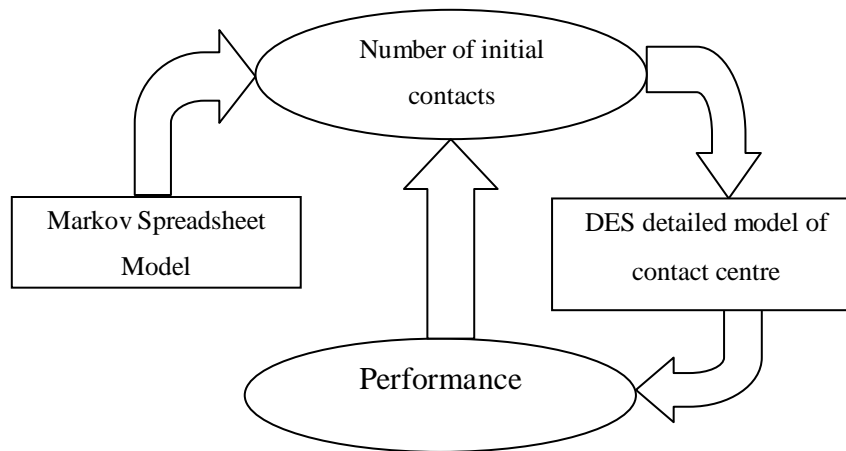 Number of initial
contacts
Markov Spreadsheet
Model
DES detailed model of
contact centre
Performance